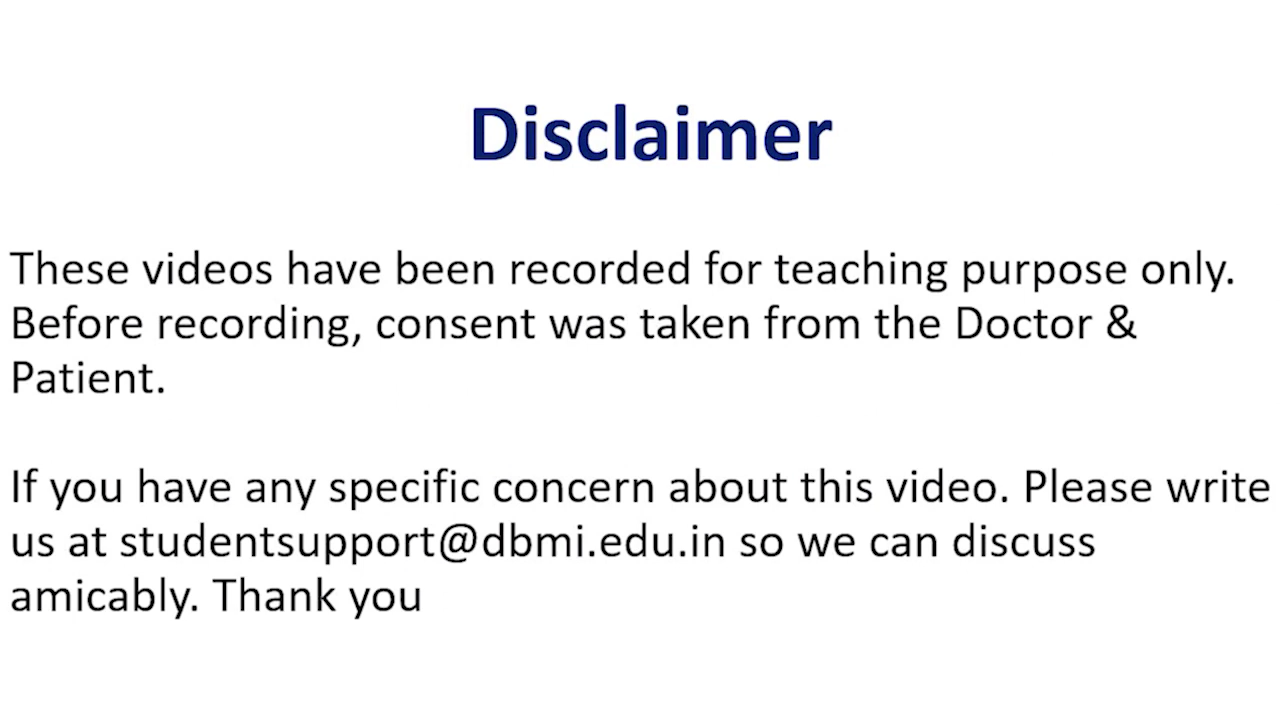 Disclaimer
These videos have been recorded for teaching purpose only.
Before recording, consent was taken from the Doctor &
Patient.
If you have any specific concern about this video. Please write
us at studentsupport@dbmi.edu.in so we can discuss
amicably. Thank you